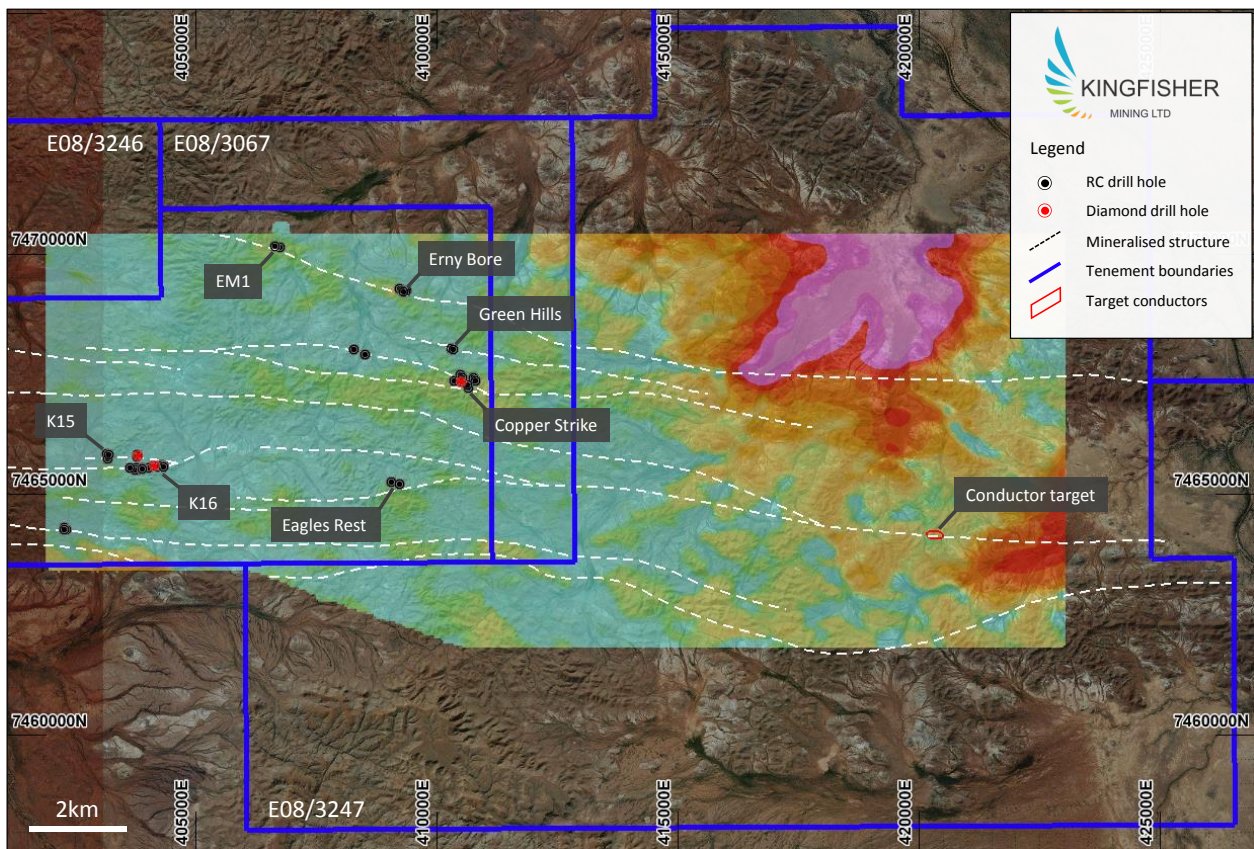 405000E
410000E
415000E
420000E
KINGFISHER
MINING LTD
Legend
RC drill hole
Diamond drill hole
Mineralised structure
Tenement boundaries
Target conductors
E08/3246
E08/3067
7470000N
EM1
Erny Bore
Green Hills
Copper Strike
K15
K16
Eagles Rest
Conductor target
7465000N
7465000N
7460000N
7460000N
2km
E08/3247
405000E
410000E
415000E
420000E
425000E